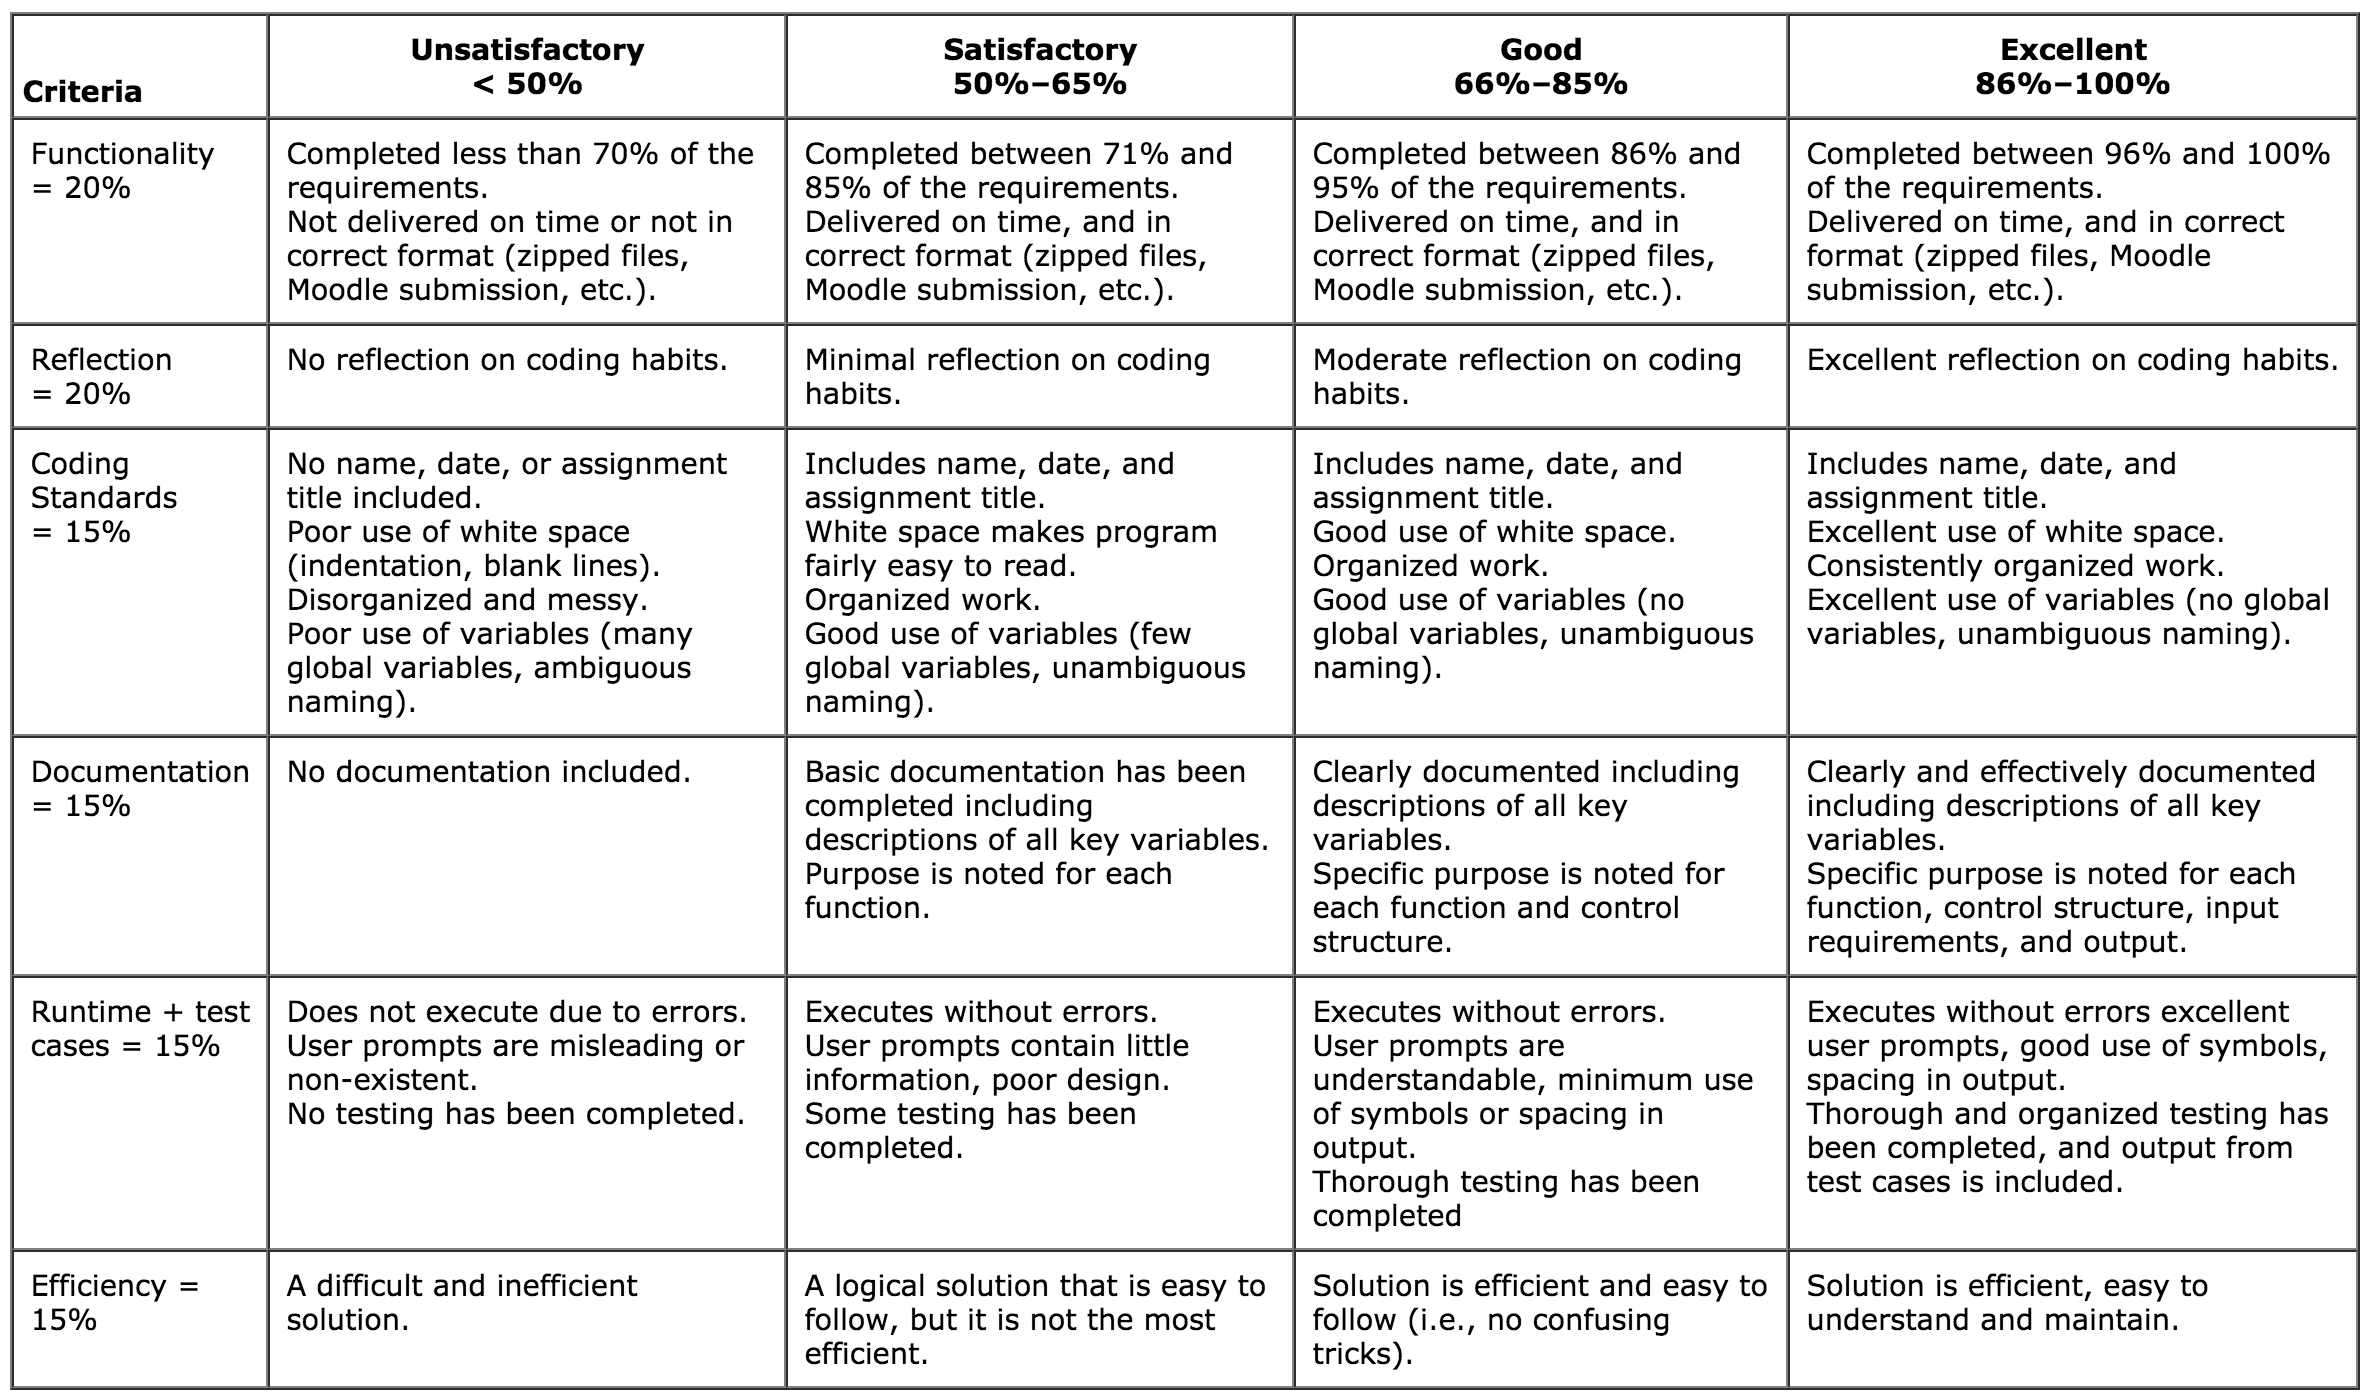 Criteria
Unsatisfactory
< 50%
Satisfactory
50%–65%
Good
66%–85%
Excellent
86%–100%
Functionality
= 20%
Completed less than 70% of the
requirements.
Not delivered on time or not in
correct format (zipped files,
Moodle submission, etc.).
Completed between 71% and
85% of the requirements.
Delivered on time, and in
correct format (zipped files,
Moodle submission, etc.).
Completed between 86% and
95% of the requirements.
Delivered on time, and in
correct format (zipped files,
Moodle submission, etc.).
Completed between 96% and 100%
of the requirements.
Delivered on time, and in correct
format (zipped files, Moodle
submission, etc.).
Reflection
= 20%
No reflection on coding habits.
Minimal reflection on coding
habits.
Moderate reflection on coding
habits.
Excellent reflection on coding habits.
Coding
Standards
= 15%
No name, date, or assignment
title included.
Poor use of white space
(indentation, blank lines).
Disorganized and messy.
Poor use of variables (many
global variables, ambiguous
naming).
Includes name, date, and
assignment title.
White space makes program
fairly easy to read.
Organized work.
Good use of variables (few
global variables, unambiguous
naming).
Includes name, date, and
assignment title.
Good use of white space.
Organized work.
Good use of variables (no
global variables, unambiguous
naming).
Includes name, date, and
assignment title.
Excellent use of white space.
Consistently organized work.
Excellent use of variables (no global
variables, unambiguous naming).
Documentation
= 15%
No documentation included.
Basic documentation has been
completed including
descriptions of all key variables.
Purpose is noted for each
function.
Clearly documented including
descriptions of all key
variables.
Specific purpose is noted for
each function and control
structure.
Clearly and effectively documented
including descriptions of all key
variables.
Specific purpose is noted for each
function, control structure, input
requirements, and output.
Runtime + test
cases = 15%
Does not execute due to errors.
User prompts are misleading or
non-existent.
No testing has been completed.
Executes without errors.
User prompts contain little
information, poor design.
Some testing has been
completed.
Executes without errors.
User prompts are
understandable, minimum use
of symbols or spacing in
output.
Thorough testing has been
completed
Executes without errors excellent
user prompts, good use of symbols,
spacing in output.
Thorough and organized testing has
been completed, and output from
test cases is included.
Efficiency =
15%
A difficult and inefficient
solution.
A logical solution that is easy to
follow, but it is not the most
efficient.
Solution is efficient and easy to
follow (i.e., no confusing
tricks).
Solution is efficient, easy to
understand and maintain.